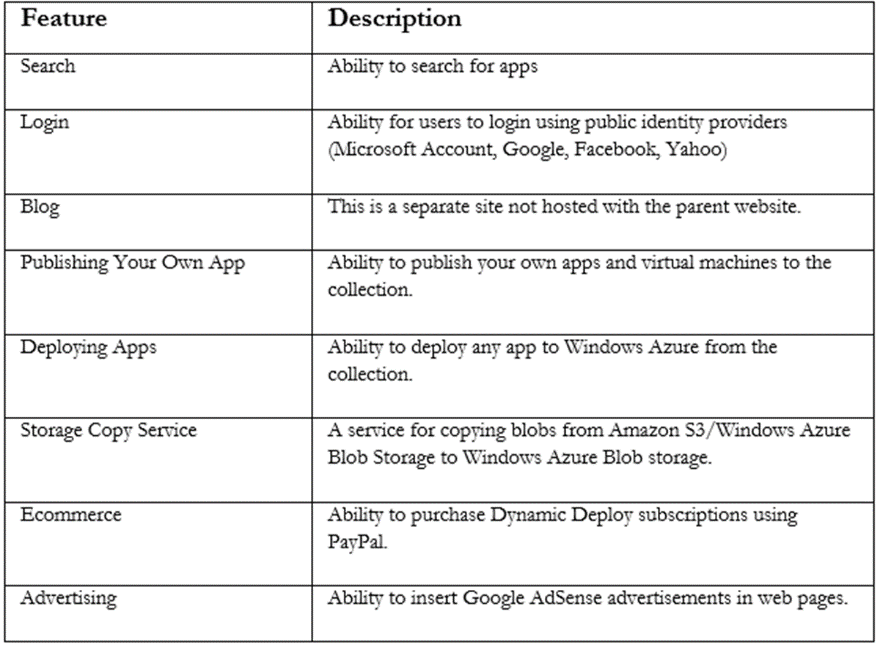 Feature Description
Search Ability to search for apps
Login Ability for users to login using public identity providers
(Microsoft Account, Google, Facebook, Yahoo)
Blog This is a separate site not hosted with the parent website.
Publishing Your Own App Ability to publish your own apps and virtual machines to the
collection.
Deploying Apps Ability to deploy any app to Windows Azure from the
collection.
Storage Copy Service A service for copying blobs from Amazon S3/Windows Azure
Blob Storage to Windows Azure Blob storage.
Ecommerce Ability to purchase Dynamic Deploy subscriptions using
PayPal.
Advertising Ability to insert Google AdSense advertisements in web pages.